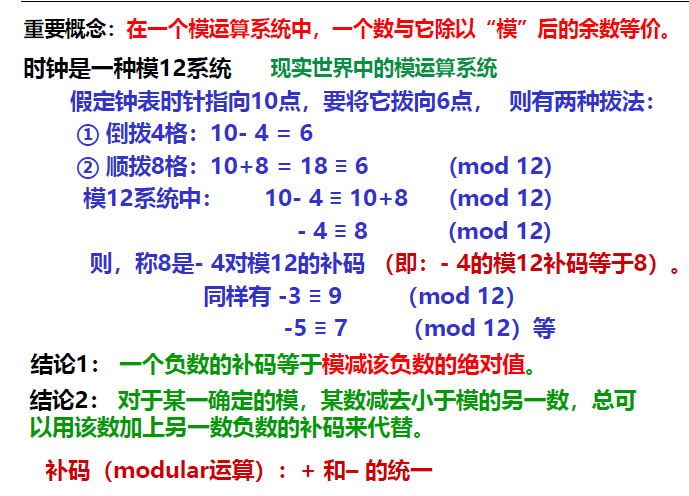 重要概念：在一个模运算系统中，一个数与它除以“模”后的余数等价。
时钟是一种模12系统 现实世界中的模运算系统
假定钟表时针指向10点，要将它拨向6点， 则有两种拨法：
① 倒拨4格：10- 4 = 6
② 顺拨8格：10+8 = 18 ≡ 6 (mod 12)
模12系统中： 10- 4 ≡ 10+8 (mod 12)
- 4 ≡ 8 (mod 12)
则，称8是- 4对模12的补码 （即：- 4的模12补码等于8）。
同样有 -3 ≡ 9 （mod 12）
-5 ≡ 7 （mod 12）等
结论1： 一个负数的补码等于模减该负数的绝对值。
结论2： 对于某一确定的模，某数减去小于模的另一数，总可
以用该数加上另一数负数的补码来代替。
补码（modular运算）：+ 和– 的统一